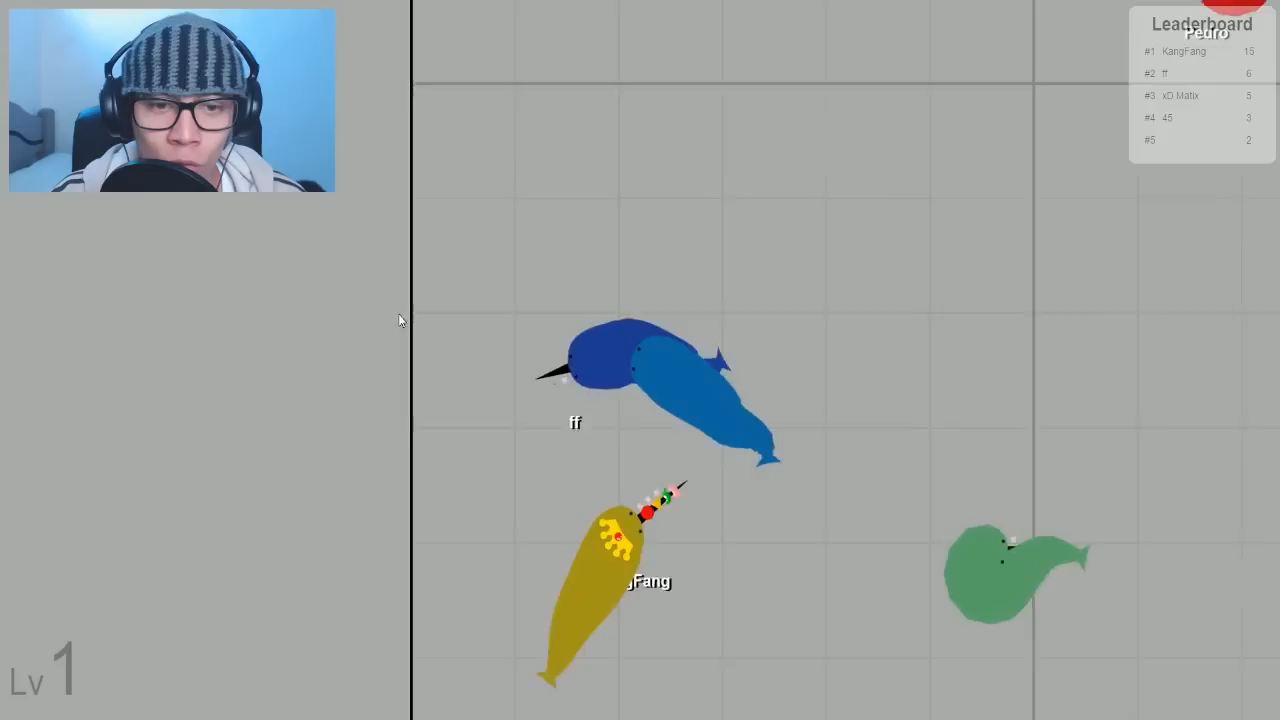 Leaderboard
Pedro
#1 KangFang 15
#2 ff 6
#3 xD Matix 5
#4 45 3
#5 2
ff
gFang
Lv 1